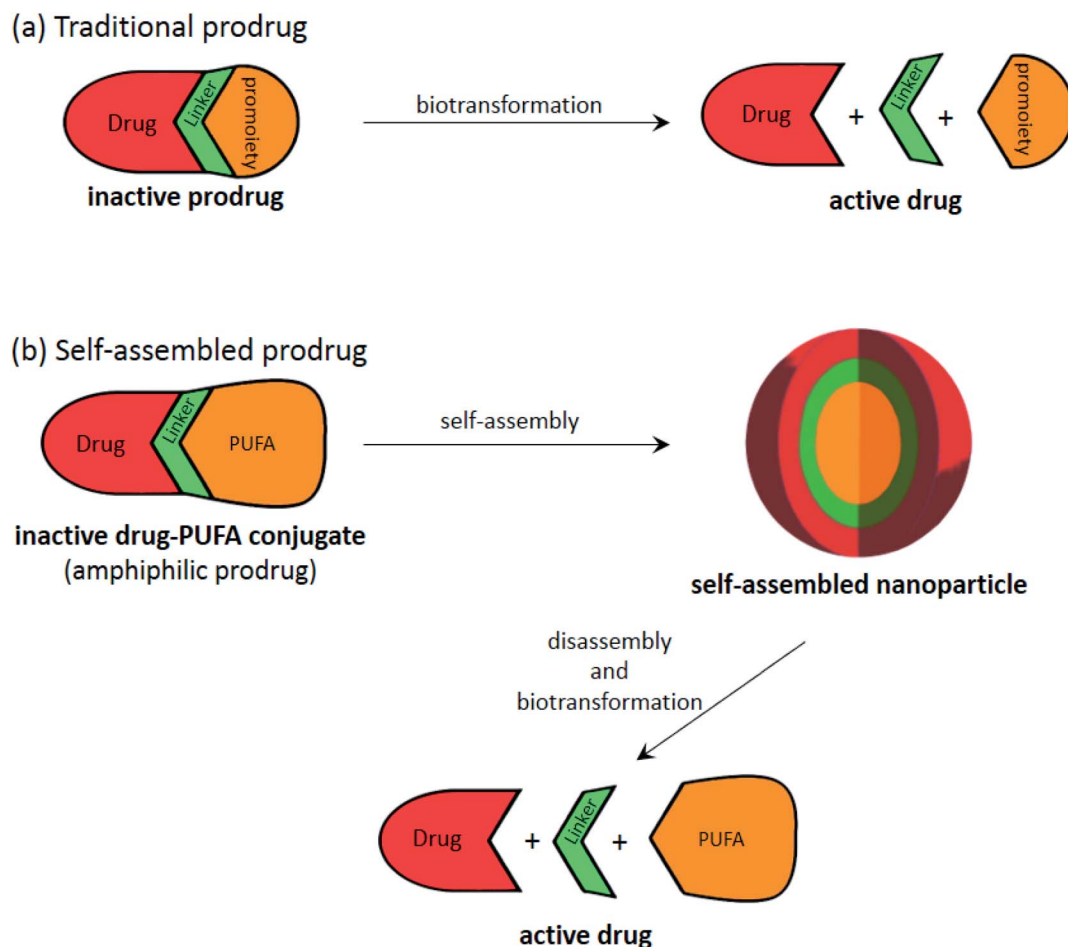 (a) Traditional prodrug
Drug
Linker
promoiety
inactive prodrug
biotransformation
Drug
+
Linker
+
promoiety
active drug
(b) Self-assembled prodrug
Drug
Linker
PUFA
inactive drug-PUFA conjugate
(amphiphilic prodrug)
self-assembly
self-assembled nanoparticle
disassembly
and
biotransformation
Drug
+
Linker
+
PUFA
active drug